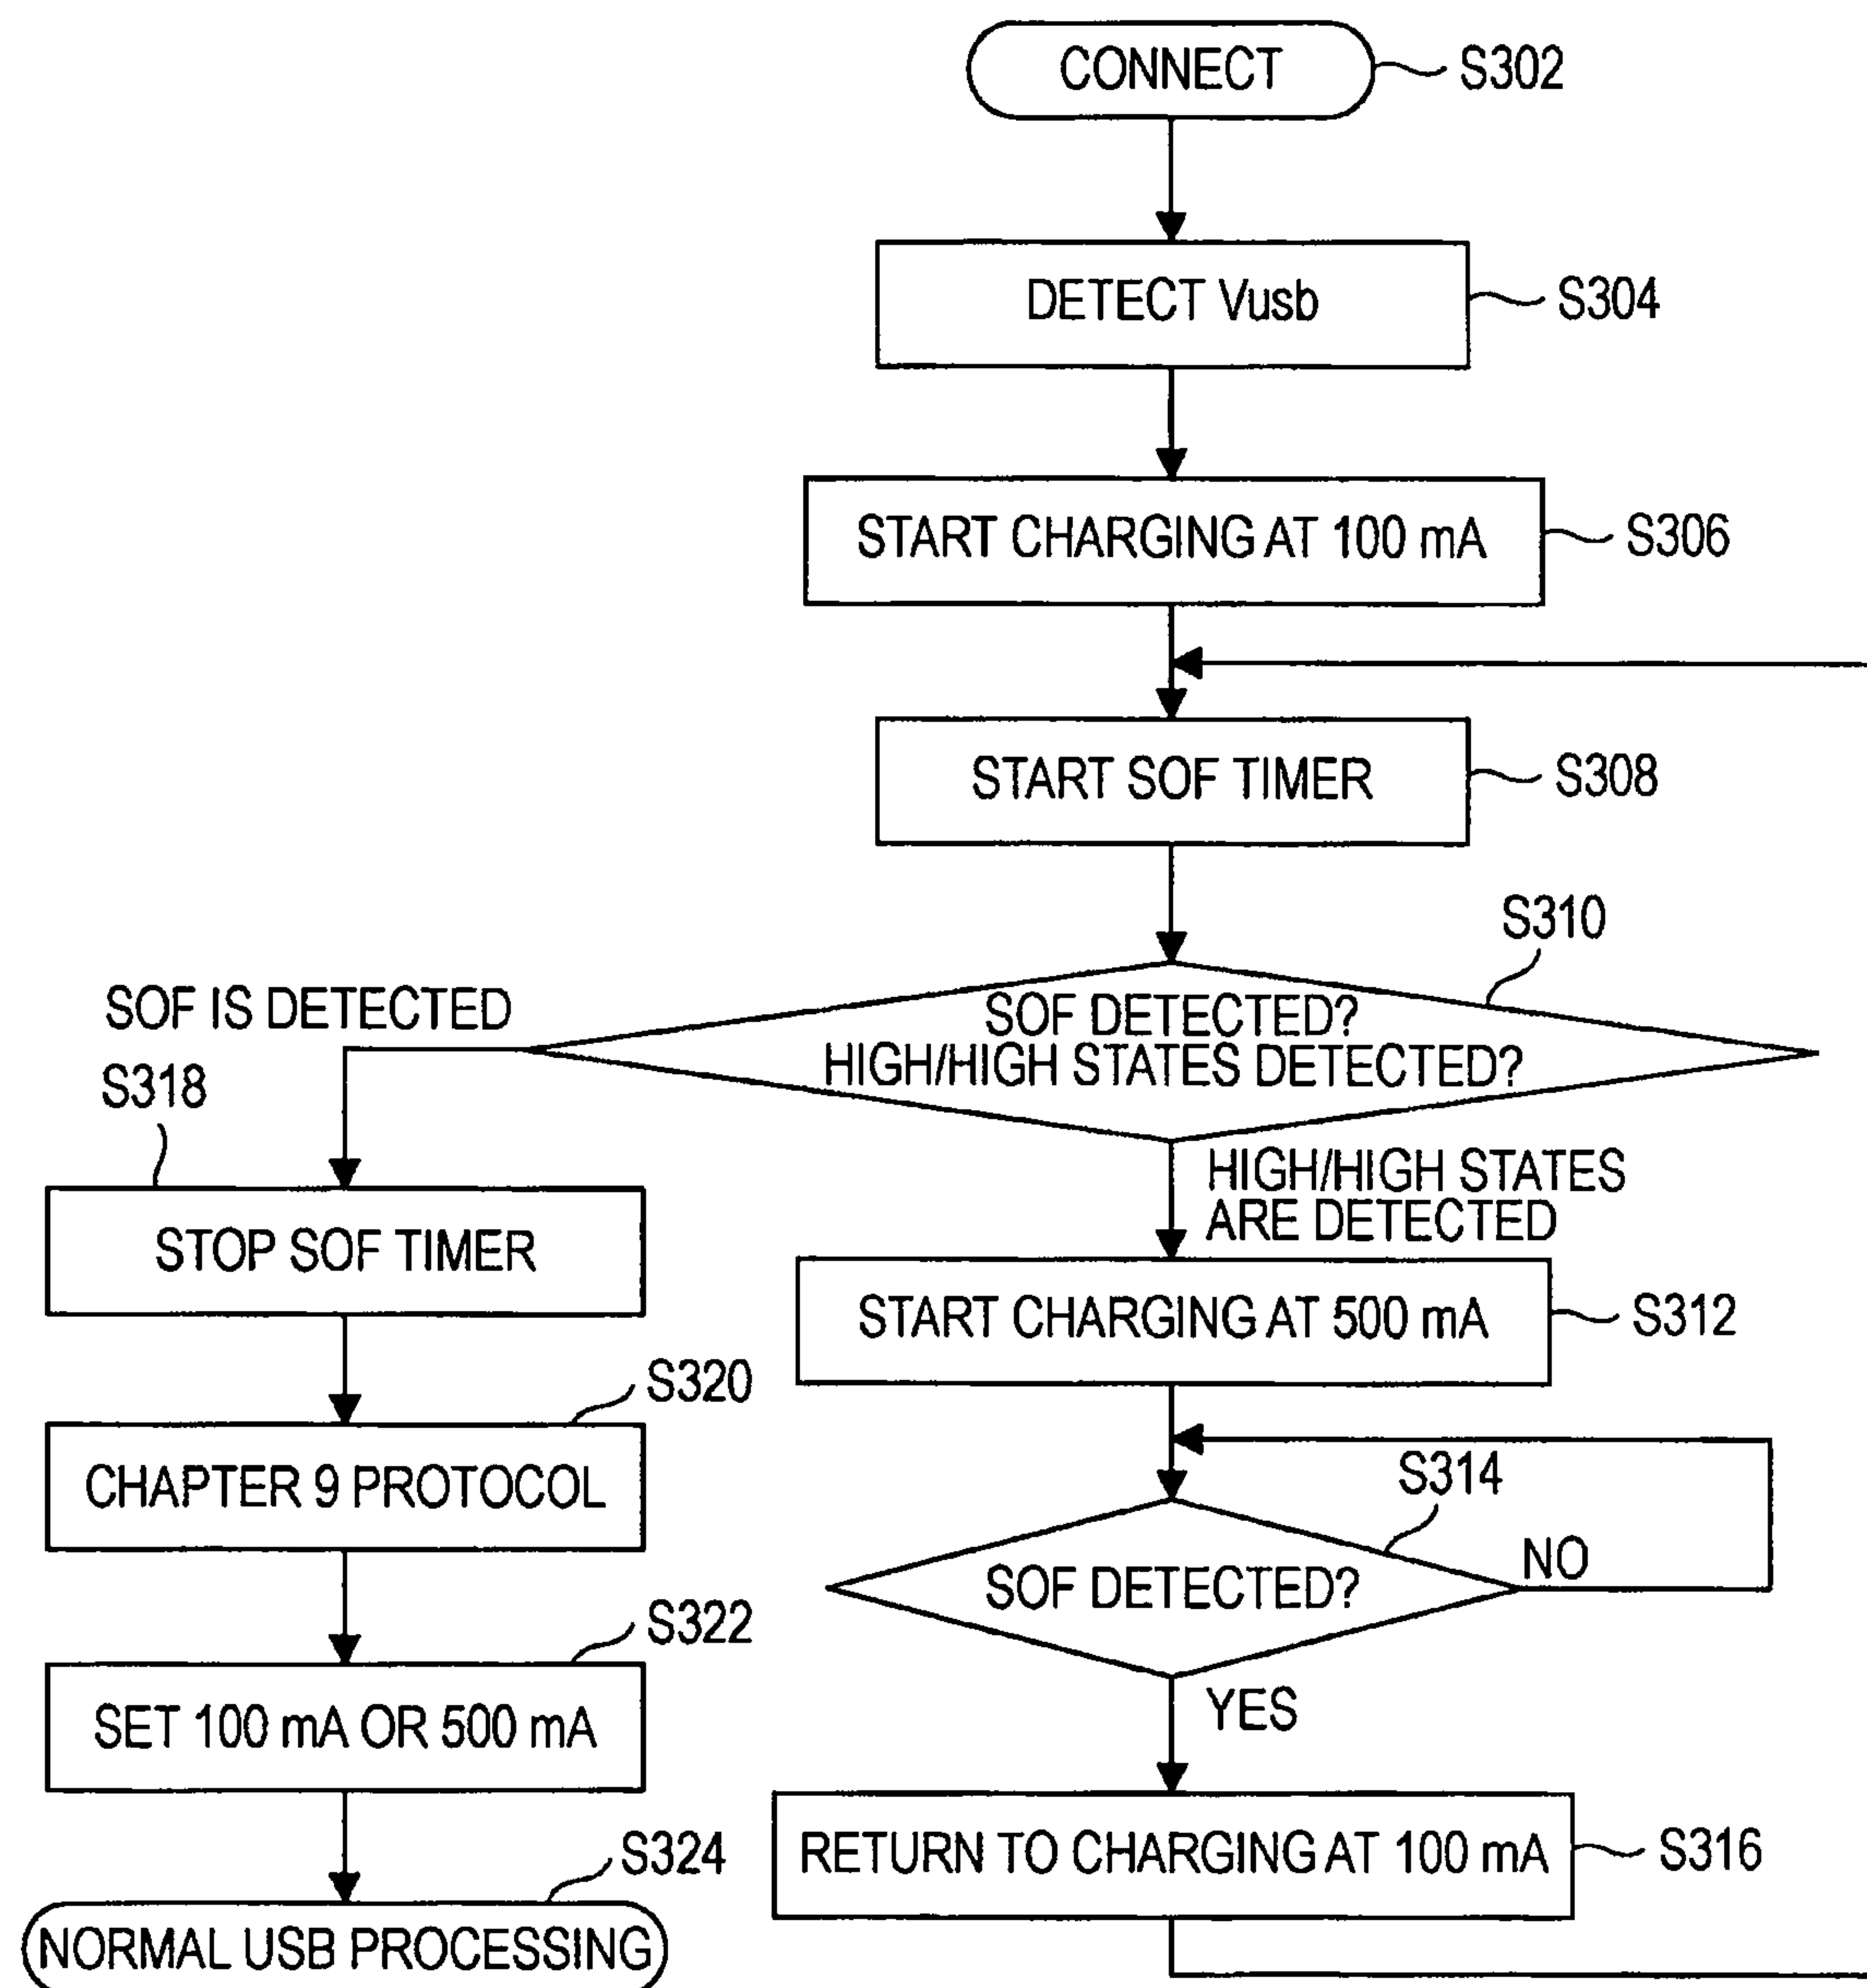 CONNECT
S302
DETECT Vusb
S304
START CHARGING AT 100 mA
S306
START SOF TIMER
S308
S310
SOF DETECTED?
HIGH/HIGH STATES DETECTED?
SOF IS DETECTED
S318
STOP SOF TIMER
S320
CHAPTER 9 PROTOCOL
S322
SET 100 mA OR 500 mA
S324
NORMAL USB PROCESSING
HIGH/HIGH STATES
ARE DETECTED
START CHARGING AT 500 mA
S312
S314
SOF DETECTED?
NO
YES
RETURN TO CHARGING AT 100 mA
S316